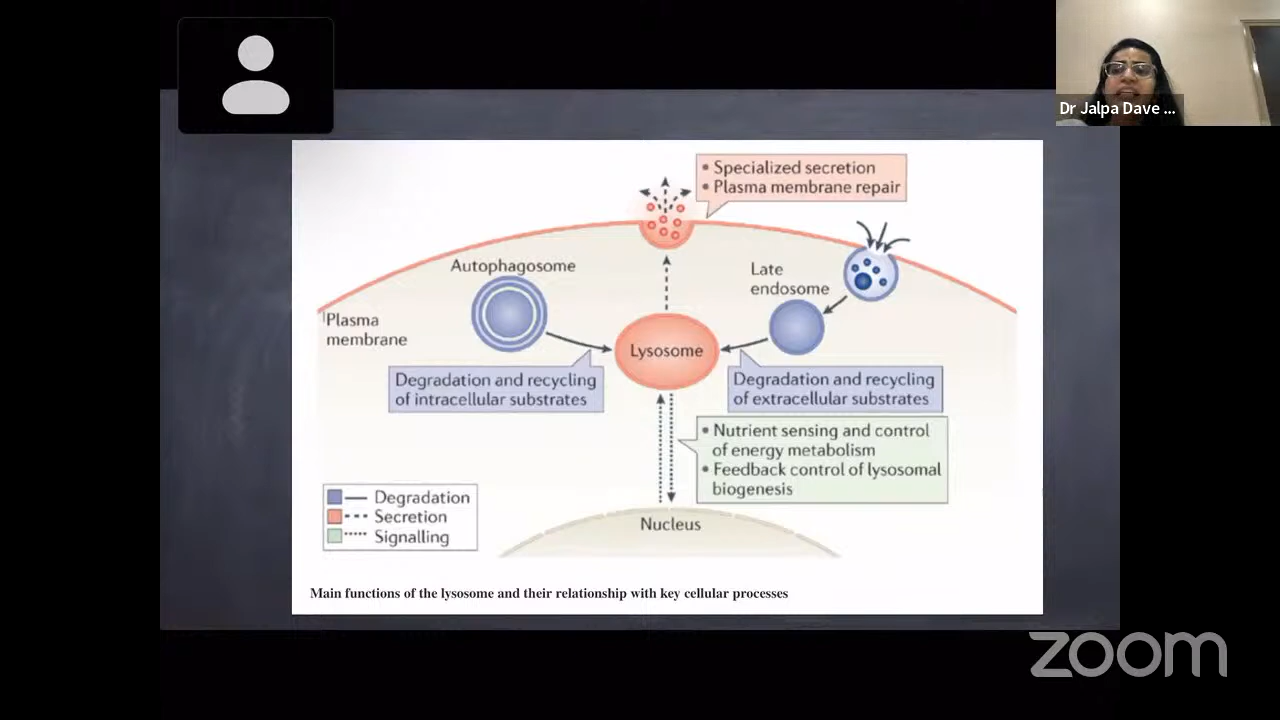 Dr Jalpa Dave ...
• Specialized secretion
• Plasma membrane repair
Autophagosome
Late
endosome
Plasma
membrane
Lysosome
Degradation and recycling
of intracellular substrates
Degradation and recycling
of extracellular substrates
• Nutrient sensing and control
of energy metabolism
• Feedback control of lysosomal
biogenesis
Degradation
Secretion
Signalling
Nucleus
Main functions of the lysosome and their relationship with key cellular processes
zoom